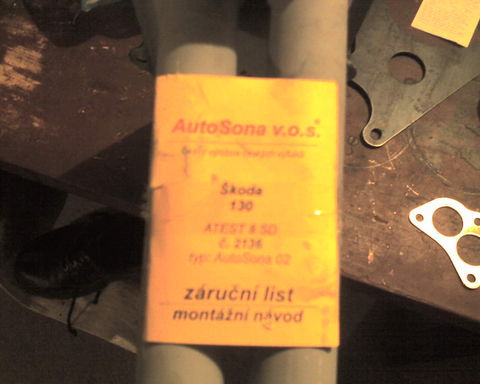 AutoSona v.o.s.
Škoda
130
ATEST 8 SD
č. 2136
typ: AutoSona 02
záruční list
montážní návod